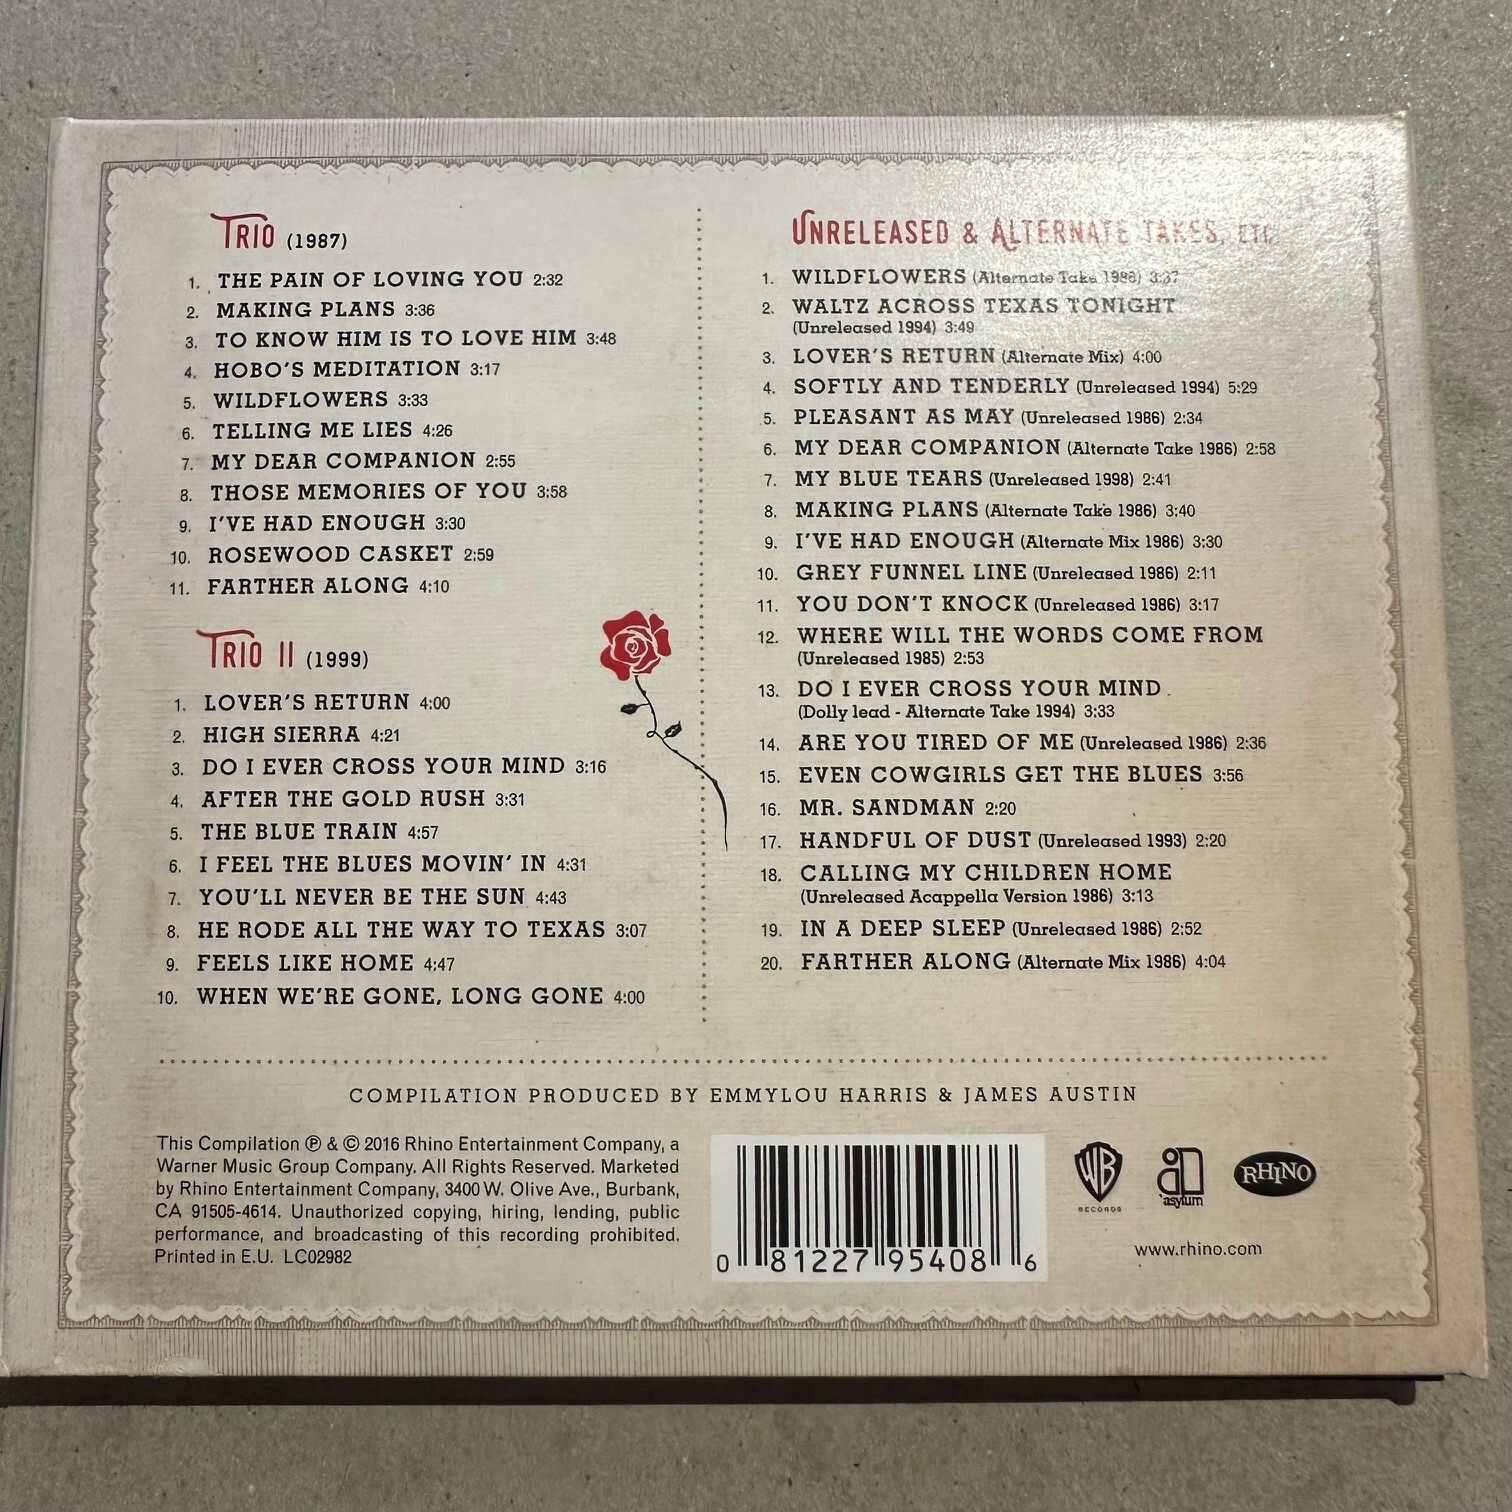 TRIO (1987)
1. THE PAIN OF LOVING YOU 2:32
2. MAKING PLANS 3:36
3. TO KNOW HIM IS TO LOVE HIM 3:48
4. HOBO'S MEDITATION 3:17
5. WILDFLOWERS 3:33
6. TELLING ME LIES 4:26
7. MY DEAR COMPANION 2:55
8. THOSE MEMORIES OF YOU 3:58
9. I'VE HAD ENOUGH 3:30
10. ROSEWOOD CASKET 2:59
11. FARTHER ALONG 4:10
TRIO II (1999)
1. LOVER'S RETURN 4:00
2. HIGH SIERRA 4:21
3. DO I EVER CROSS YOUR MIND 3:16
4. AFTER THE GOLD RUSH 3:31
5. THE BLUE TRAIN 4:57
6. I FEEL THE BLUES MOVIN' IN 4:31
7. YOU'LL NEVER BE THE SUN 4:43
8. HE RODE ALL THE WAY TO TEXAS 3:07
9. FEELS LIKE HOME 4:47
10. WHEN WE'RE GONE, LONG GONE 4:00
UNRELEASED & ALTERNATE TAKES, ETC.
1. WILDFLOWERS (Alternate Take 1986) 3:37
2. WALTZ ACROSS TEXAS TONIGHT
(Unreleased 1994) 3:49
3. LOVER'S RETURN (Alternate Mix) 4:00
4. SOFTLY AND TENDERLY (Unreleased 1994) 5:29
5. PLEASANT AS MAY (Unreleased 1986) 2:34
6. MY DEAR COMPANION (Alternate Take 1986) 2:58
7. MY BLUE TEARS (Unreleased 1998) 2:41
8. MAKING PLANS (Alternate Take 1986) 3:40
9. I'VE HAD ENOUGH (Alternate Mix 1986) 3:30
10. GREY FUNNEL LINE (Unreleased 1986) 2:11
11. YOU DON'T KNOCK (Unreleased 1986) 3:17
12. WHERE WILL THE WORDS COME FROM
(Unreleased 1985) 2:53
13. DO I EVER CROSS YOUR MIND
(Dolly lead - Alternate Take 1994) 3:33
14. ARE YOU TIRED OF ME (Unreleased 1986) 2:36
15. EVEN COWGIRLS GET THE BLUES 3:56
16. MR. SANDMAN 2:20
17. HANDFUL OF DUST (Unreleased 1993) 2:20
18. CALLING MY CHILDREN HOME
(Unreleased Acappella Version 1986) 3:13
19. IN A DEEP SLEEP (Unreleased 1986) 2:52
20. FARTHER ALONG (Alternate Mix 1986) 4:04
COMPILATION PRODUCED BY EMMYLOU HARRIS & JAMES AUSTIN
This Compilation ℗ & © 2016 Rhino Entertainment Company, a
Warner Music Group Company. All Rights Reserved. Marketed
by Rhino Entertainment Company, 3400 W. Olive Ave., Burbank,
CA 91505-4614. Unauthorized copying, hiring, lending, public
performance, and broadcasting of this recording prohibited.
Printed in E.U. LC02982
0 81227 95408 6
WB
RECORDS
asylum
RHINO
www.rhino.com